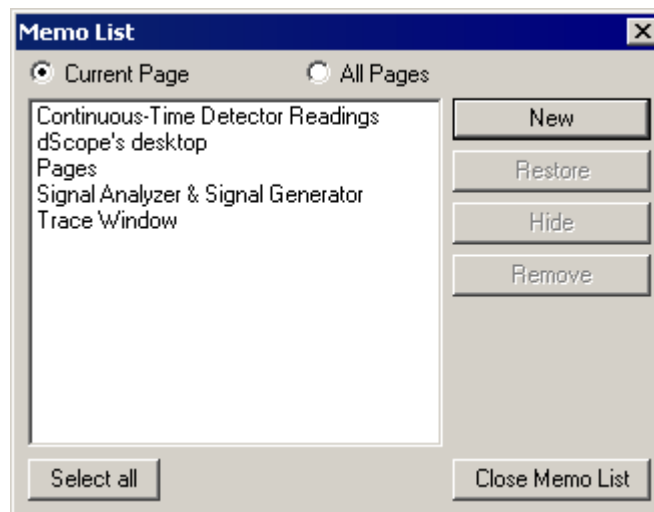 Memo List
Current Page
All Pages
Continuous-Time Detector Readings
dScope's desktop
Pages
Signal Analyzer & Signal Generator
Trace Window
New
Restore
Hide
Remove
Select all
Close Memo List